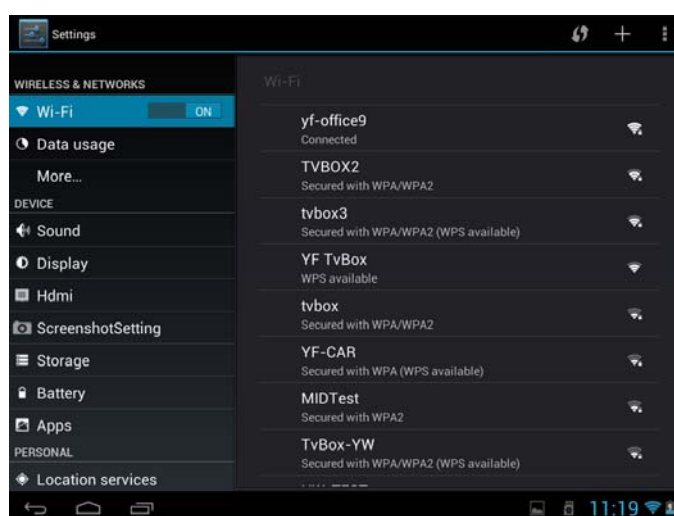 Settings
WIRELESS & NETWORKS
Wi-Fi
ON
Data usage
More...
DEVICE
Sound
Display
Hdmi
ScreenshotSetting
Storage
Battery
Apps
PERSONAL
Location services
Wi-Fi
yf-office9
Connected
TVBOX2
Secured with WPA/WPA2
tvbox3
Secured with WPA/WPA2 (WPS available)
YF TvBox
WPS available
tvbox
Secured with WPA/WPA2
YF-CAR
Secured with WPA (WPS available)
MIDTest
Secured with WPA2
TvBox-YW
Secured with WPA/WPA2 (WPS available)
11:19